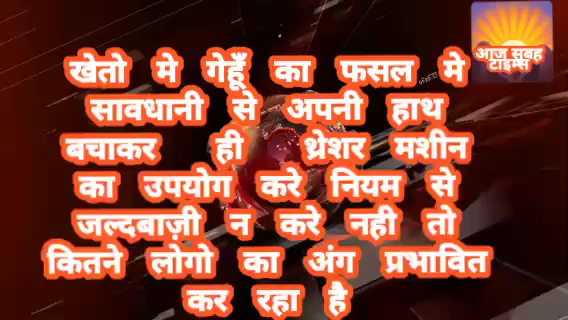 आज सुबह
टाइम्स
खेतो मे गेहूँ का फसल मे
सावधानी से अपनी हाथ
बचाकर ही थ्रेशर मशीन
का उपयोग करे नियम से
जल्दबाज़ी न करे नही तो
कितने लोगो का अंग प्रभावित
कर रहा है